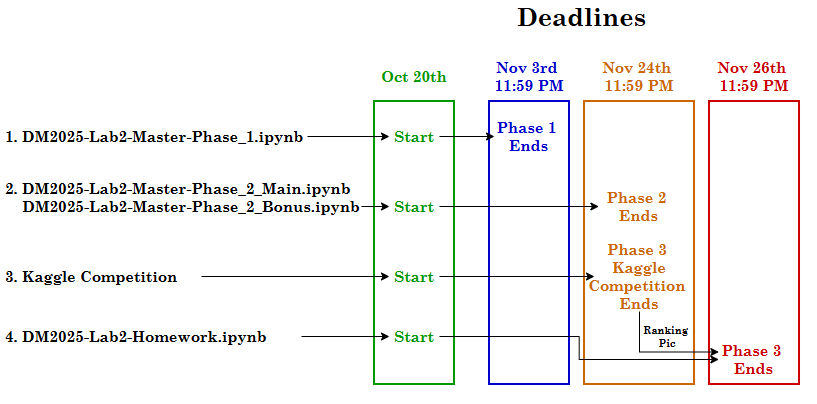 Deadlines
Oct 20th
Nov 3rd
11:59 PM
Nov 24th
11:59 PM
Nov 26th
11:59 PM
1. DM2025-Lab2-Master-Phase_1.ipynb
Start
Phase 1
Ends
2. DM2025-Lab2-Master-Phase_2_Main.ipynb
DM2025-Lab2-Master-Phase_2_Bonus.ipynb
Start
Phase 2
Ends
3. Kaggle Competition
Start
Phase 3
Kaggle
Competition
Ends
4. DM2025-Lab2-Homework.ipynb
Start
Ranking
Pic
Phase 3
Ends